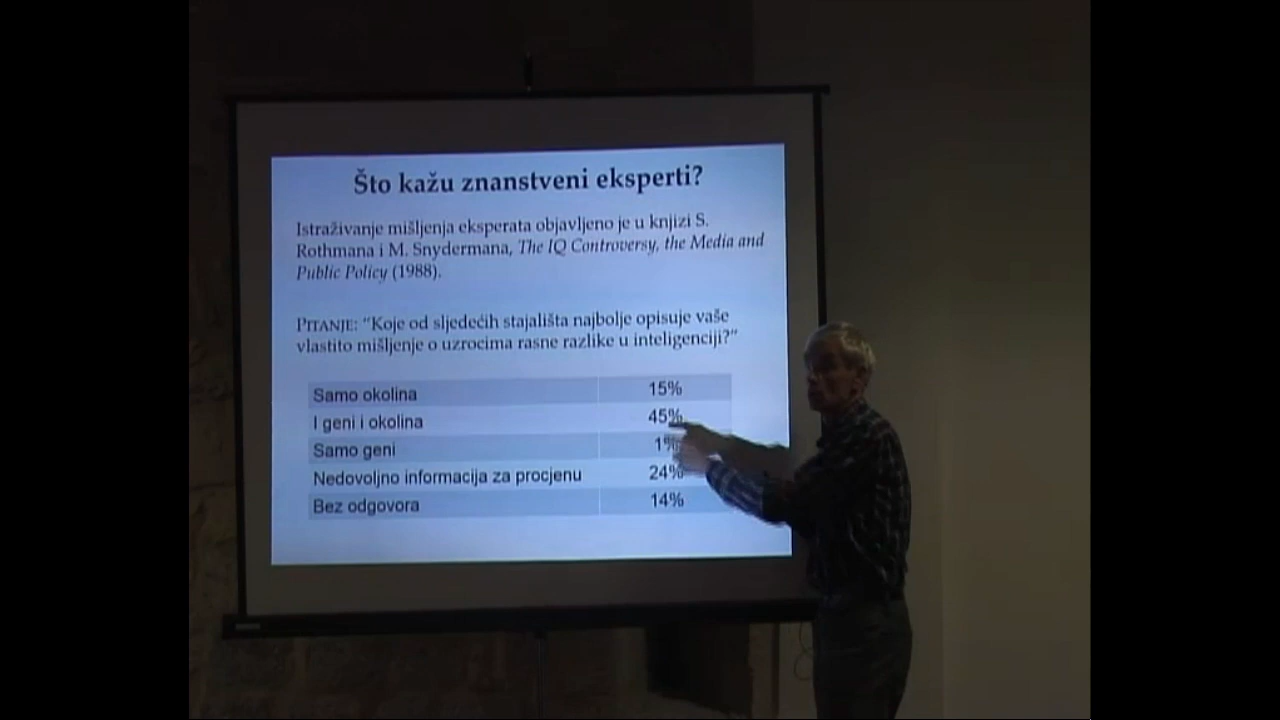 Što kažu znanstveni eksperti?
Istraživanje mišljenja eksperata objavljeno je u knjizi S.
Rothmana i M. Snydermana, The IQ Controversy, the Media and
Public Policy (1988).
PITANJE: “Koje od sljedećih stajališta najbolje opisuje vaše
vlastito mišljenje o uzrocima rasne razlike u inteligenciji?”
Samo okolina 15%
I geni i okolina 45%
Samo geni 1%
Nedovoljno informacija za procjenu 24%
Bez odgovora 14%